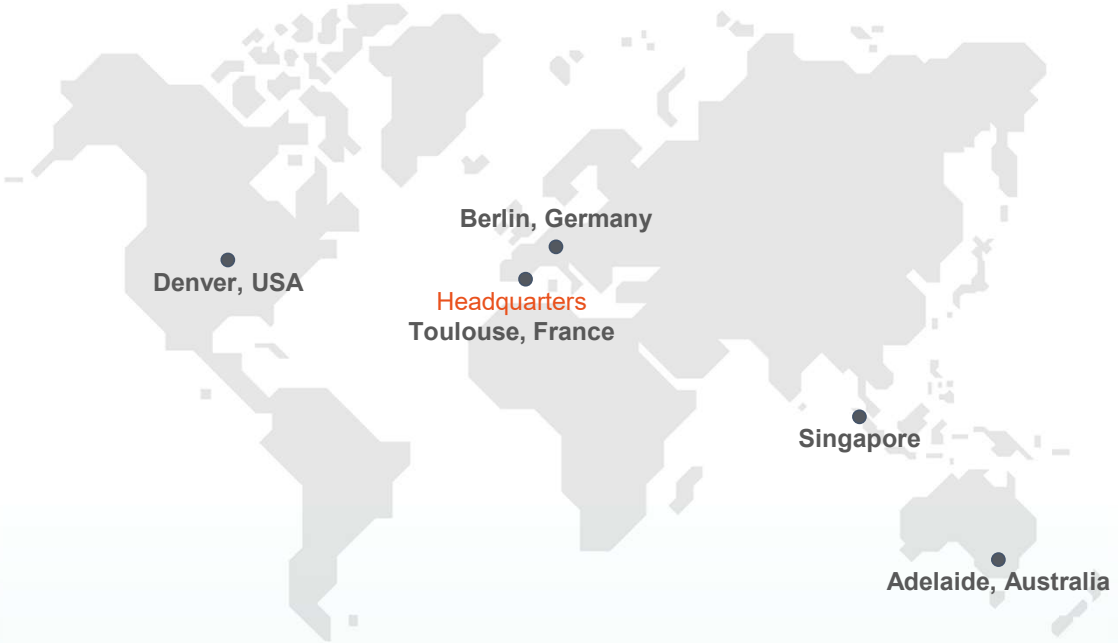 Berlin, Germany
Denver, USA
Headquarters
Toulouse, France
Singapore
Adelaide, Australia